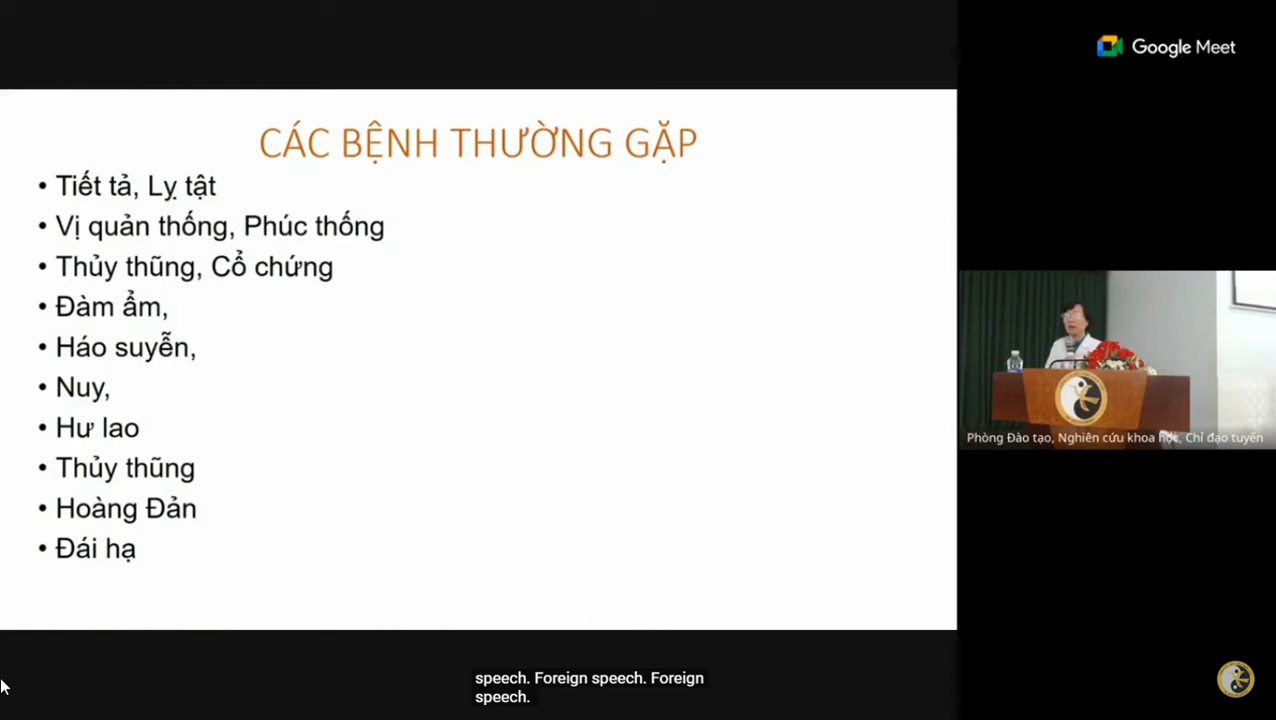 Google Meet
CÁC BỆNH THƯỜNG GẶP
• Tiết tả, Lỵ tật
• Vị quản thống, Phúc thống
• Thủy thũng, Cổ chứng
• Đàm ẩm,
• Háo suyễn,
• Nuy,
• Hư lao
• Thủy thũng
• Hoàng Đản
• Đái hạ
Phòng Đào tạo, Nghiên cứu khoa học, Chỉ đạo tuyến
speech. Foreign speech. Foreign
speech.